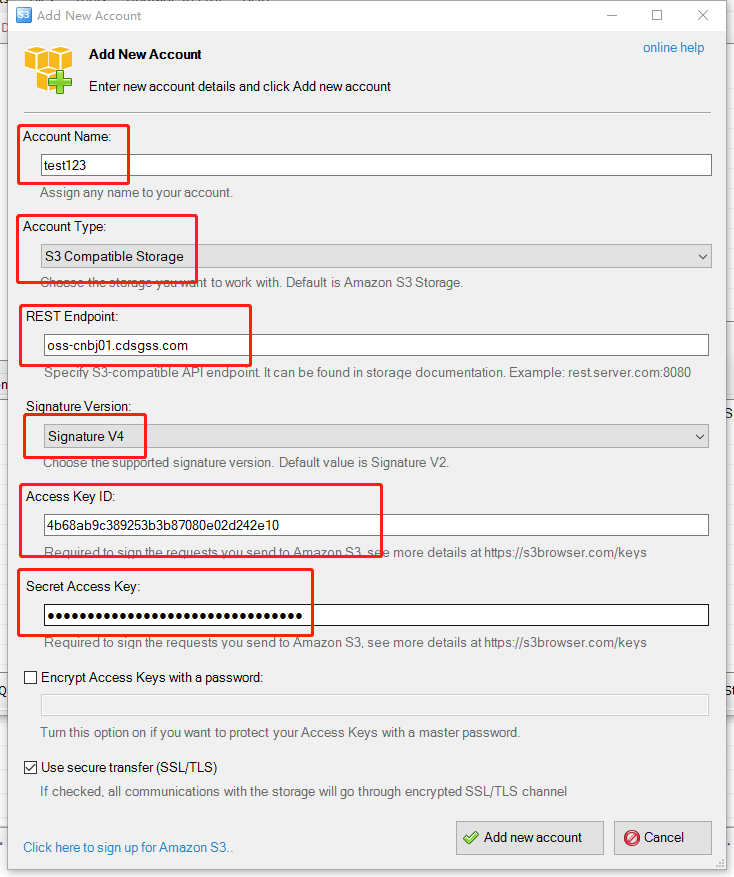 S3 Add New Account
Add New Account
online help
Enter new account details and click Add new account
Account Name:
test123
Assign any name to your account.
Account Type:
S3 Compatible Storage
Choose the storage you want to work with. Default is Amazon S3 Storage.
REST Endpoint:
oss-cnbj01.cdsgss.com
Specify S3-compatible API endpoint. It can be found in storage documentation. Example: rest.server.com:8080
Signature Version:
Signature V4
Choose the supported signature version. Default value is Signature V2.
Access Key ID:
4b68ab9c389253b3b87080e02d242e10
Required to sign the requests you send to Amazon S3, see more details at https://s3browser.com/keys
Secret Access Key:
●●●●●●●●●●●●●●●●●●●●●●●●●●●●●●●●
Required to sign the requests you send to Amazon S3, see more details at https://s3browser.com/keys
Encrypt Access Keys with a password:
Turn this option on if you want to protect your Access Keys with a master password.
Use secure transfer (SSL/TLS)
If checked, all communications with the storage will go through encrypted SSL/TLS channel
Click here to sign up for Amazon S3..
Add new account
Cancel